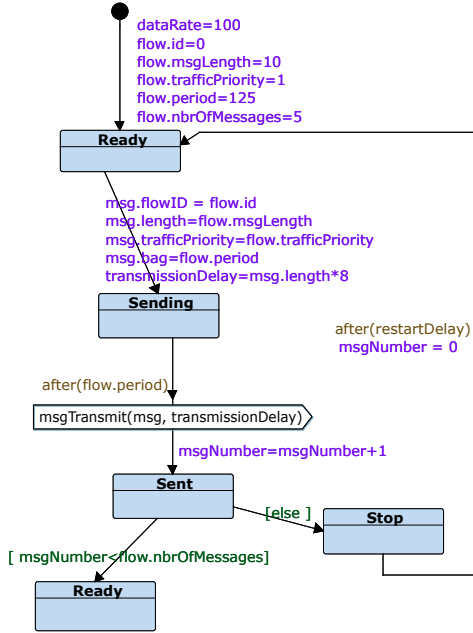 dataRate=100
flow.id=0
flow.msgLength=10
flow.trafficPriority=1
flow.period=125
flow.nbrOfMessages=5
Ready
msg.flowID = flow.id
msg.length=flow.msgLength
msg.trafficPriority=flow.trafficPriority
msg.bag=flow.period
transmissionDelay=msg.length*8
Sending
after(restartDelay)
msgNumber = 0
after(flow.period)
msgTransmit(msg, transmissionDelay)
msgNumber=msgNumber+1
Sent
[else ]
Stop
[ msgNumber<flow.nbrOfMessages]
Ready